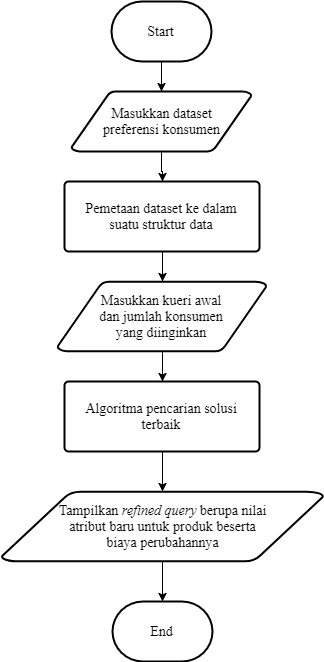 Start
Masukkan dataset
preferensi konsumen
Pemetaan dataset ke dalam
suatu struktur data
Masukkan kueri awal
dan jumlah konsumen
yang diinginkan
Algoritma pencarian solusi
terbaik
Tampilkan refined query berupa nilai
atribut baru untuk produk beserta
biaya perubahannya
End